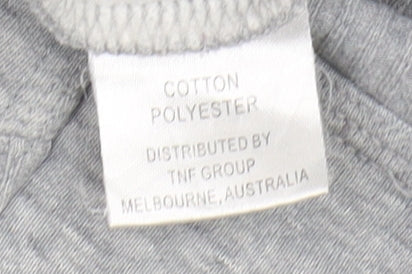 COTTON
POLYESTER
DISTRIBUTED BY
TNF GROUP
MELBOURNE, AUSTRALIA